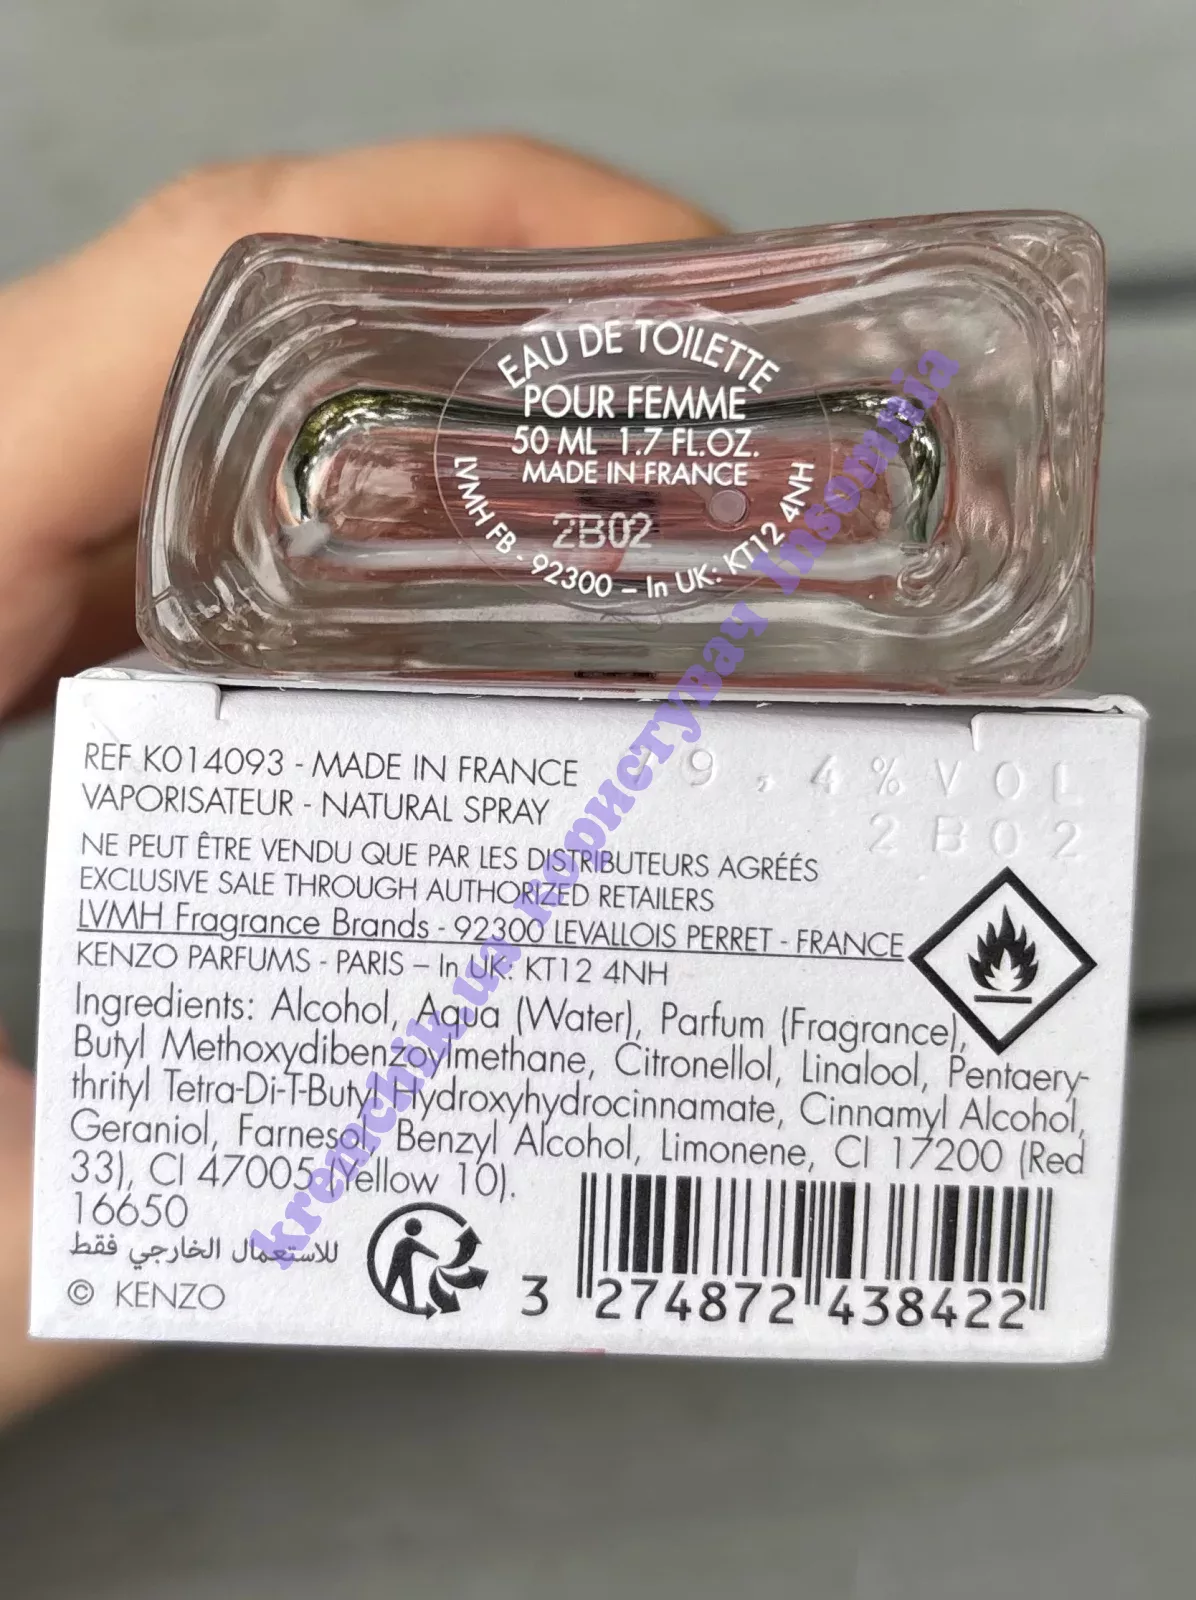 EAU DE TOILETTE
POUR FEMME
50 ML 1.7 FL.OZ.
MADE IN FRANCE
2B02
LVMH FB - 92300 – In UK: KT12 4NH
REF K014093 - MADE IN FRANCE
VAPORISATEUR - NATURAL SPRAY
9,4%VOL
2B02
NE PEUT ÊTRE VENDU QUE PAR LES DISTRIBUTEURS AGRÉÉS
EXCLUSIVE SALE THROUGH AUTHORIZED RETAILERS
LVMH Fragrance Brands - 92300 LEVALLOIS PERRET - FRANCE
KENZO PARFUMS - PARIS – In UK: KT12 4NH
Ingredients: Alcohol, Aqua (Water), Parfum (Fragrance),
Butyl Methoxydibenzoylmethane, Citronellol, Linalool, Pentaery-
thrityl Tetra-Di-T-Butyl Hydroxyhydrocinnamate, Cinnamyl Alcohol,
Geraniol, Farnesol, Benzyl Alcohol, Limonene, CI 17200 (Red
33), CI 47005 (Yellow 10).
16650
للاستعمال الخارجي فقط
© KENZO
3 274872 438422
kremchik.ua користувач Insomnia